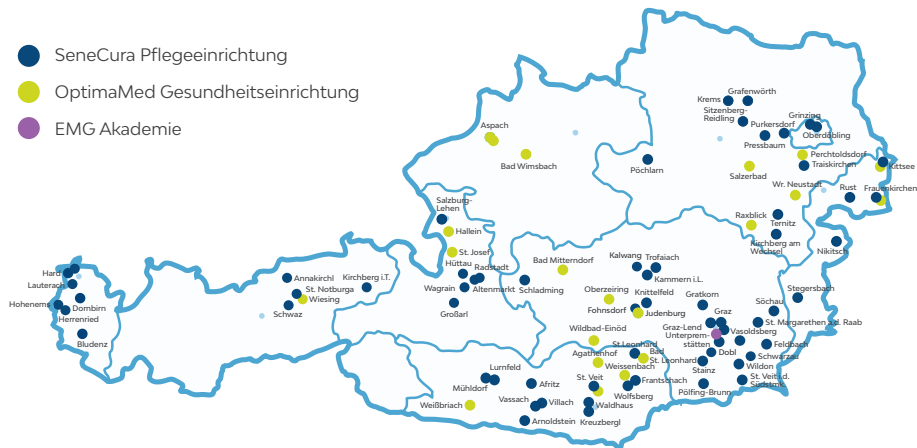 SeneCura Pflegeeinrichtung
OptimaMed Gesundheitseinrichtung
EMG Akademie
Grafenwörth
Krems
Sitzenberg-
Reidling
Purkersdorf
Grinzing
Oberdöbling
Pressbaum
Aspach
Bad Wimsbach
Pöchlarn
Perchtoldsdorf
Traiskirchen
Kittsee
Salzerbad
Wr. Neustadt
Rust
Frauenkirchen
Salzburg-
Lehen
Hallein
St. Josef
Raxblick
Ternitz
Kirchberg am
Wechsel
Nikitsch
Hüttau
Radstadt
Wagrain
Altenmarkt
Großarl
Bad Mitterndorf
Schladming
Kalwang
Trofaiach
Kammern i.L.
Hard
Lauterach
Hohenems
Dornbirn
Herrenried
Bludenz
Annakirchl
St. Notburga
Wiesing
Schwaz
Kirchberg i.T.
Oberzeiring
Knittelfeld
Fohnsdorf
Judenburg
Wildbad-Einöd
Gratkorn
Graz
Graz-Lend
Unterprem-
stätten
Vasoldsberg
Söchau
Stegersbach
St. Margarethen a.d. Raab
Feldbach
Dobl
Schwarzau
Stainz
Wildon
St. Veit i.d.
Südstmk.
Pölfing-Brunn
St.Leonhard
Bad
St. Leonhard
Agathenhof
Weissenbach
St. Veit
Frantschach
Wolfsberg
Waldhaus
Kreuzbergl
Lurnfeld
Mühldorf
Afritz
Vassach
Villach
Weißbriach
Arnoldstein